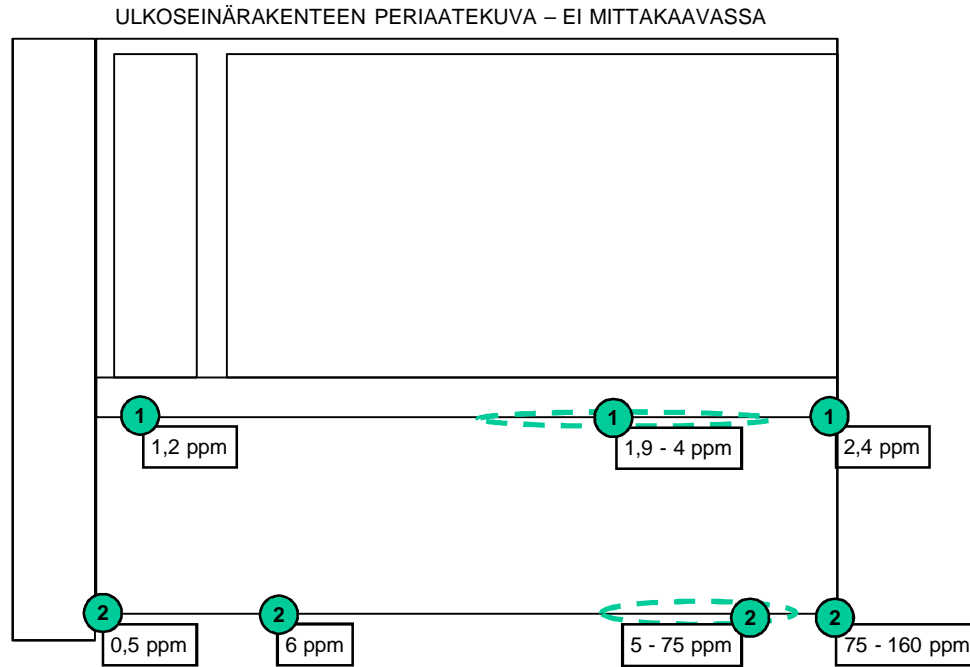 ULKOSEINÄRAKENTEEN PERIAATEKUVA – EI MITTAKAAVASSA
1
1
1
1,2 ppm
1,9 - 4 ppm
2,4 ppm
2
2
2
2
0,5 ppm
6 ppm
5 - 75 ppm
75 - 160 ppm